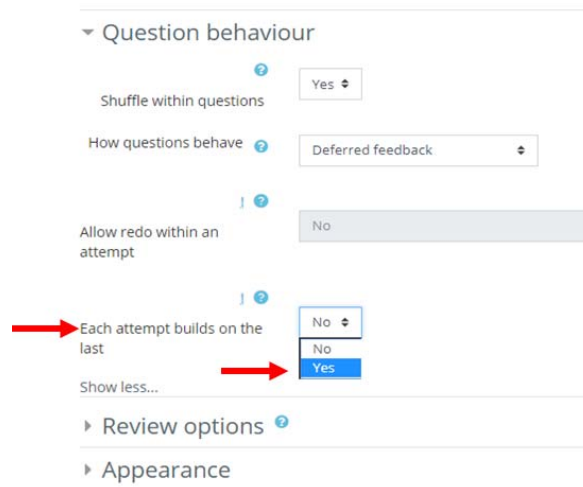 Question behaviour
Shuffle within questions
Yes
How questions behave
Deferred feedback
Allow redo within an
attempt
No
Each attempt builds on the
last
No
No
Yes
Show less...
Review options
Appearance